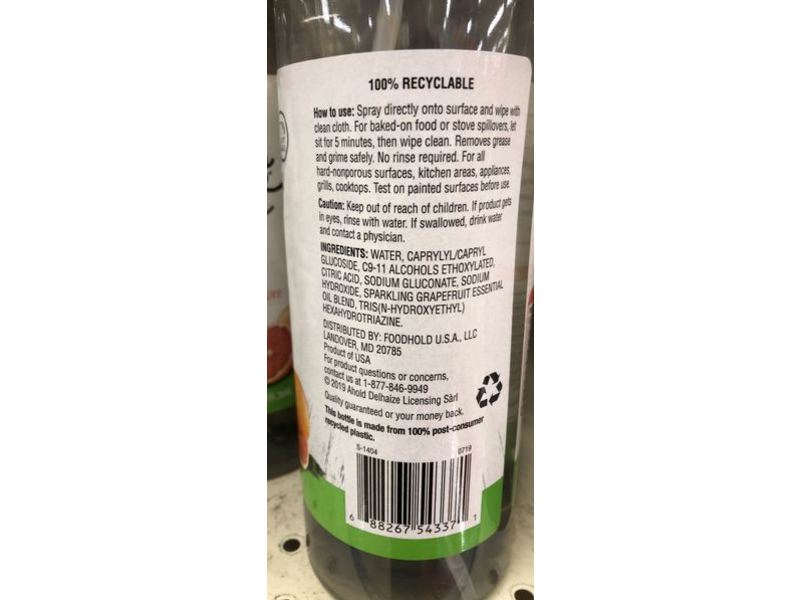 100% RECYCLABLE
How to use: Spray directly onto surface and wipe with
clean cloth. For baked-on food or stove spillovers, let
sit for 5 minutes, then wipe clean. Removes grease
and grime safely. No rinse required. For all
hard-nonporous surfaces, kitchen areas, appliances,
grills, cooktops. Test on painted surfaces before use.
Caution: Keep out of reach of children. If product gets
in eyes, rinse with water. If swallowed, drink water
and contact a physician.
INGREDIENTS: WATER, CAPRYLYL/CAPRYL
GLUCOSIDE, C9-11 ALCOHOLS ETHOXYLATED,
CITRIC ACID, SODIUM GLUCONATE, SODIUM
HYDROXIDE, SPARKLING GRAPEFRUIT ESSENTIAL
OIL BLEND, TRIS(N-HYDROXYETHYL)
HEXAHYDROTRIAZINE.
DISTRIBUTED BY: FOODHOLD U.S.A., LLC
LANDOVER, MD 20785
Product of USA
For product questions or concerns,
contact us at 1-877-846-9949
© 2019 Ahold Delhaize Licensing Sàrl
Quality guaranteed or your money back.
This bottle is made from 100% post-consumer
recycled plastic.
S-1404 0719
6 88267 54337 1